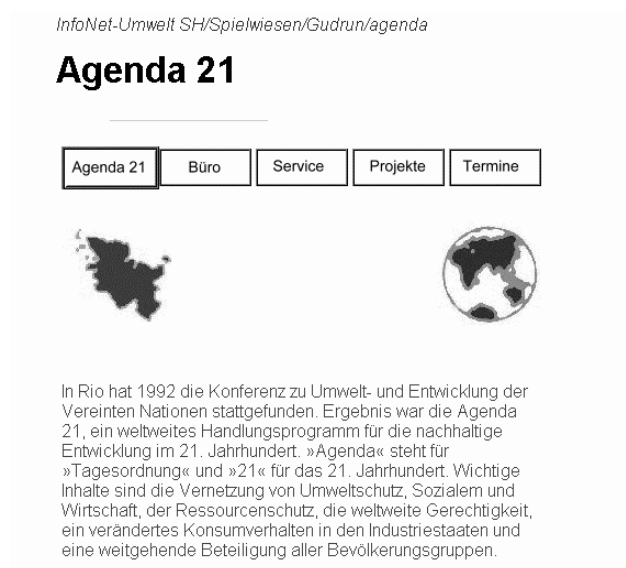 InfoNet-Umwelt SH/Spielwiesen/Gudrun/agenda
Agenda 21
Agenda 21 Büro Service Projekte Termine
In Rio hat 1992 die Konferenz zu Umwelt- und Entwicklung der
Vereinten Nationen stattgefunden. Ergebnis war die Agenda
21, ein weltweites Handlungsprogramm für die nachhaltige
Entwicklung im 21. Jahrhundert. »Agenda« steht für
»Tagesordnung« und »21« für das 21. Jahrhundert. Wichtige
Inhalte sind die Vernetzung von Umweltschutz, Sozialem und
Wirtschaft, der Ressourcenschutz, die weltweite Gerechtigkeit,
ein verändertes Konsumverhalten in den Industriestaaten und
eine weitgehende Beteiligung aller Bevölkerungsgruppen.